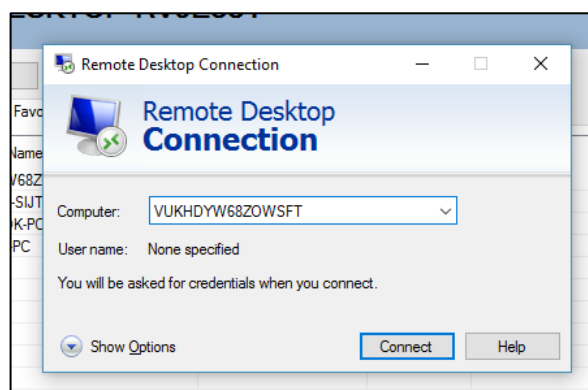 Remote Desktop Connection
Remote Desktop
Connection
Computer: VUKHDYW68ZOWSFT
User name: None specified
You will be asked for credentials when you connect.
Show Options
Connect Help